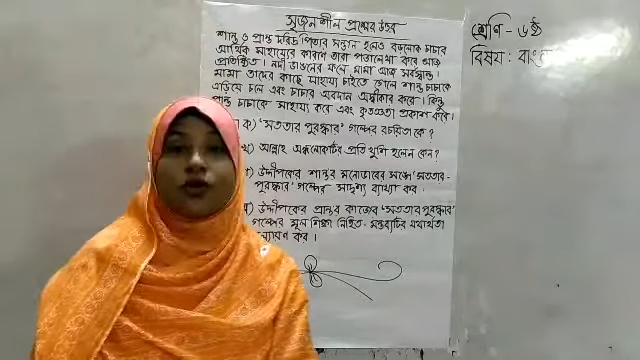 সৃজনশীল প্রশ্নের উত্তর
শান্ত ও প্রান্ত দরিদ্র পিতার সন্তান হলেও বড়লোক চাচার
আর্থিক সাহায্যের কারণে তারা পড়ালেখা করে আজ
প্রতিষ্ঠিত। নদী ভাঙনের ফলে চাচা আজ সর্বস্বান্ত।
চাচা তাদের কাছে সাহায্য চাইতে গেলে শান্ত চাচাকে
এড়িয়ে চলে এবং চাচার অবদান অস্বীকার করে। কিন্তু
প্রান্ত চাচাকে সাহায্য করে এবং কৃতজ্ঞতা প্রকাশ করে।
ক) 'সততার পুরস্কার' গল্পের রচয়িতা কে?
খ) আল্লাহ অন্ধলোকটির প্রতি খুশি হলেন কেন?
উদ্দীপকের শান্তর মনোভাবের সঙ্গে 'সততার-
পুরস্কার' গল্পের সাদৃশ্য ব্যাখ্যা কর।
উদ্দীপকের প্রান্তর কাজের 'সততার পুরস্কার'
গল্পের মূল শিক্ষা নিহিত- মন্তব্যটির যথার্থতা
কর।
শ্রেণি - ৬ষ্ঠ
বিষয় :